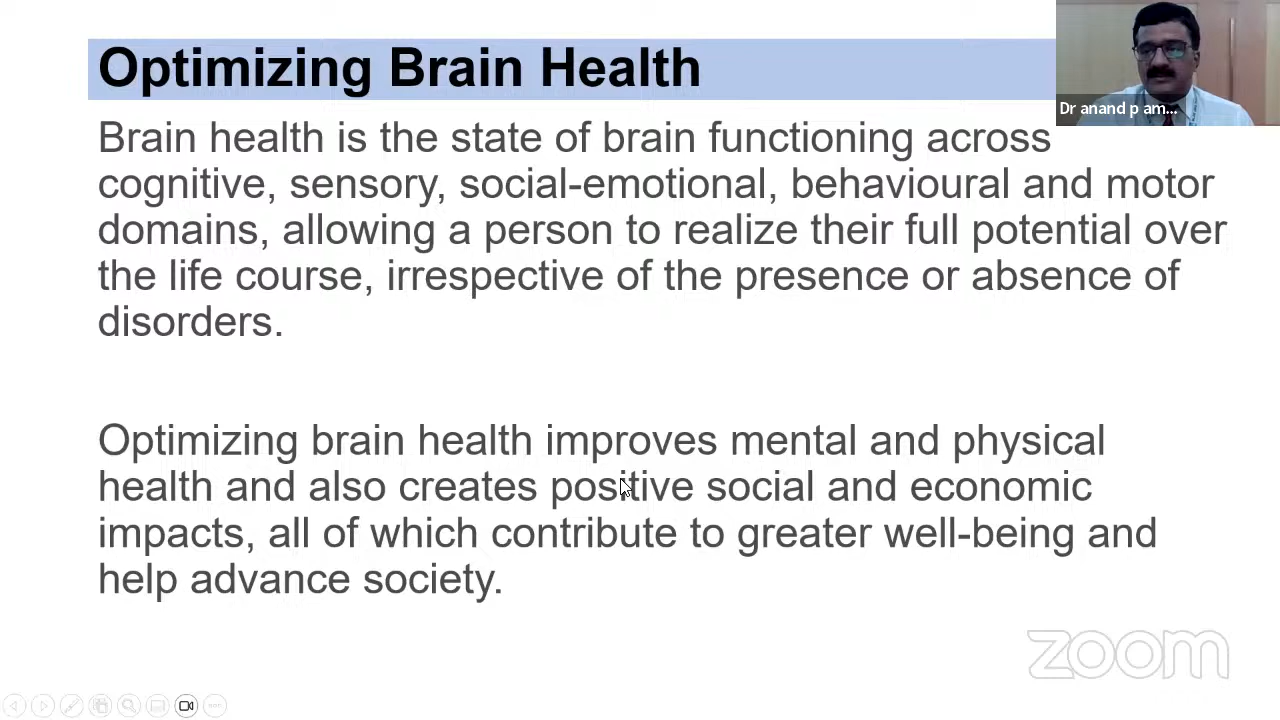 Optimizing Brain Health
Dr anand p am...
Brain health is the state of brain functioning across
cognitive, sensory, social-emotional, behavioural and motor
domains, allowing a person to realize their full potential over
the life course, irrespective of the presence or absence of
disorders.
Optimizing brain health improves mental and physical
health and also creates positive social and economic
impacts, all of which contribute to greater well-being and
help advance society.
zoom